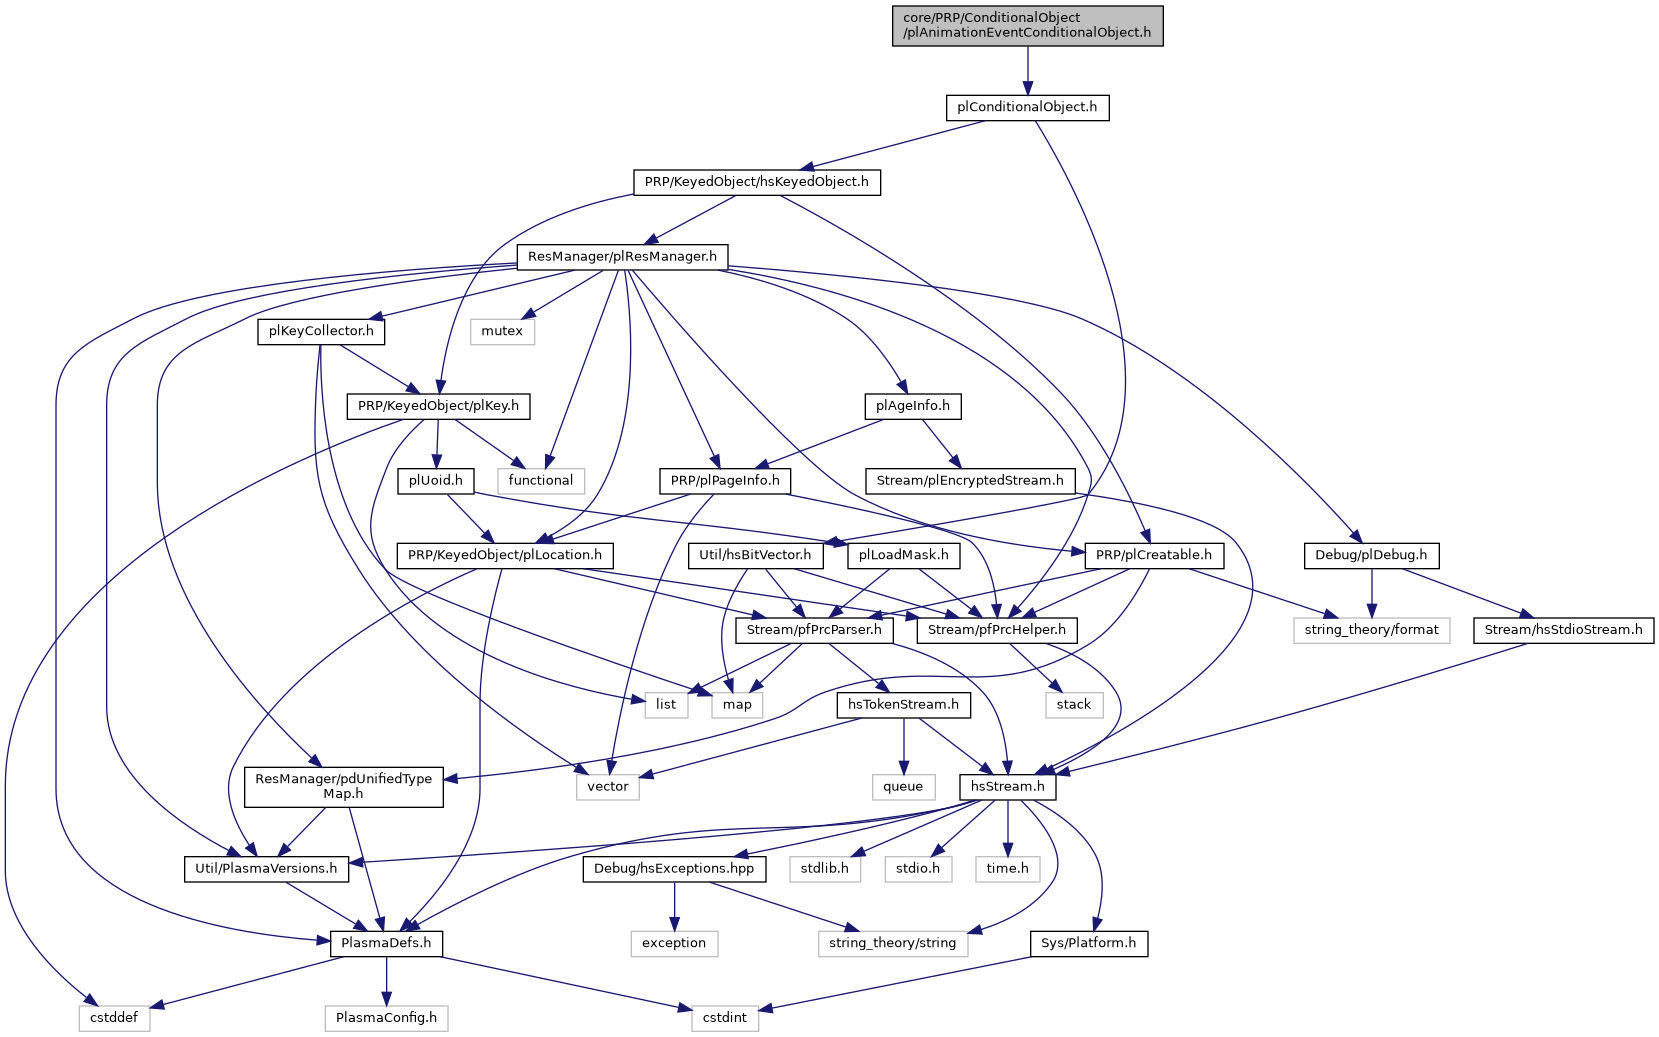 core/PRP/ConditionalObject
/plAnimationEventConditionalObject.h
plConditionalObject.h
PRP/KeyedObject/hsKeyedObject.h
ResManager/plResManager.h
plKeyCollector.h
mutex
PRP/KeyedObject/plKey.h
plAgeInfo.h
plUoid.h
functional
PRP/plPageInfo.h
Stream/plEncryptedStream.h
PRP/KeyedObject/plLocation.h
Util/hsBitVector.h
plLoadMask.h
PRP/plCreatable.h
Debug/plDebug.h
Stream/pfPrcParser.h
Stream/pfPrcHelper.h
string_theory/format
Stream/hsStdioStream.h
list
map
hsTokenStream.h
stack
ResManager/pdUnifiedType
Map.h
vector
queue
hsStream.h
Util/PlasmaVersions.h
Debug/hsExceptions.hpp
stdlib.h
stdio.h
time.h
PlasmaDefs.h
exception
string_theory/string
Sys/Platform.h
cstddef
PlasmaConfig.h
cstdint